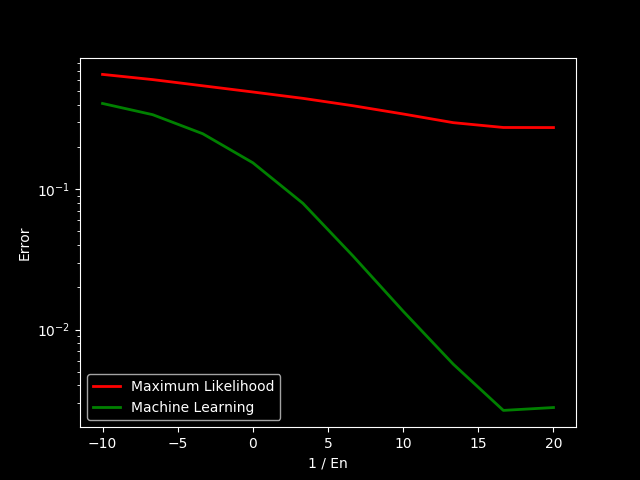 10⁻¹
10⁻²
Error
Maximum Likelihood
Machine Learning
−10 −5 0 5 10 15 20
1 / En